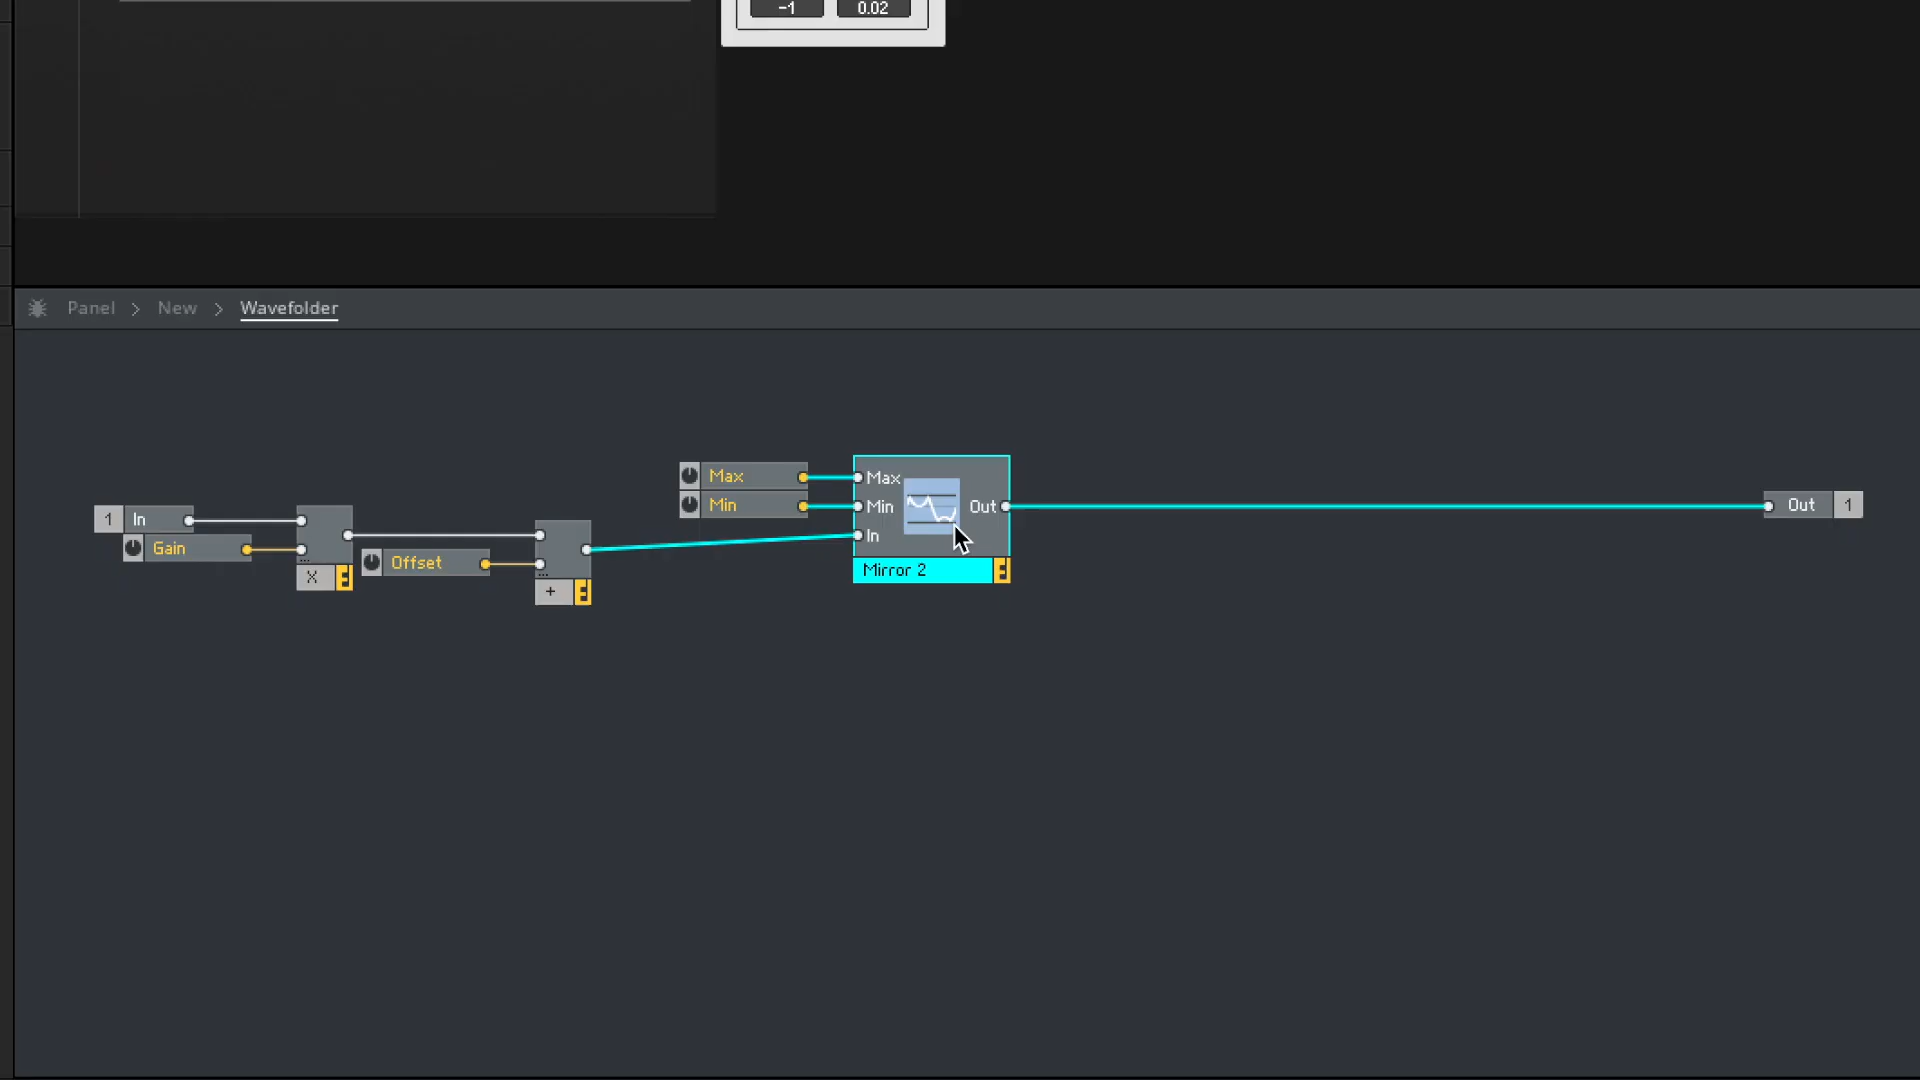 -1 0.02
Panel > New > Wavefolder
Max Max
Min Min Out Out 1
1 In In
Gain Offset
X Mirror 2
+